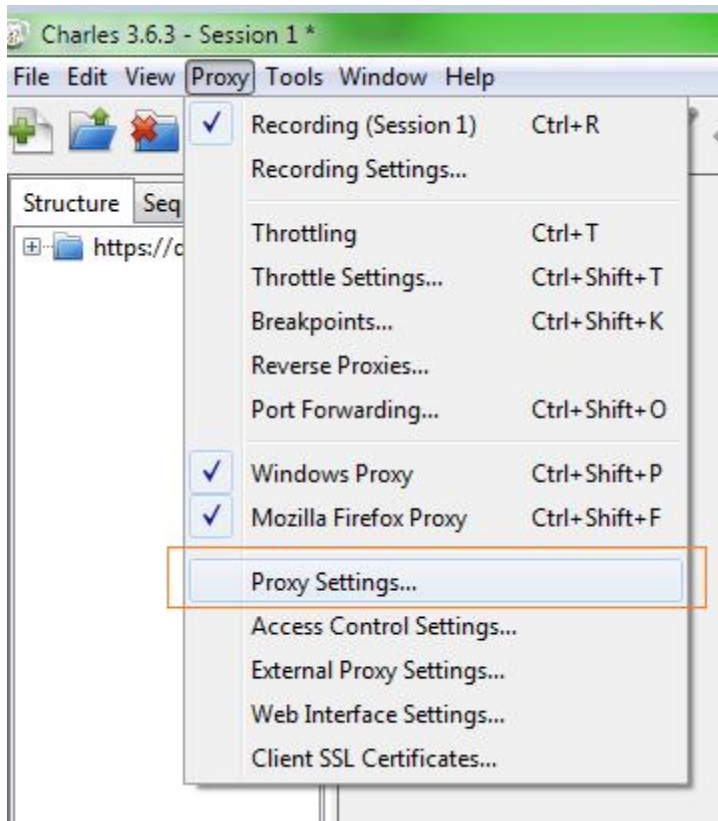 Charles 3.6.3 - Session 1 *
File Edit View Proxy Tools Window Help
Recording (Session 1) Ctrl+R
Recording Settings...
Structure
Throttling Ctrl+T
https://
Throttle Settings... Ctrl+Shift+T
Breakpoints... Ctrl+Shift+K
Reverse Proxies...
Port Forwarding... Ctrl+Shift+O
Windows Proxy Ctrl+Shift+P
Mozilla Firefox Proxy Ctrl+Shift+F
Proxy Settings...
Access Control Settings...
External Proxy Settings...
Web Interface Settings...
Client SSL Certificates...